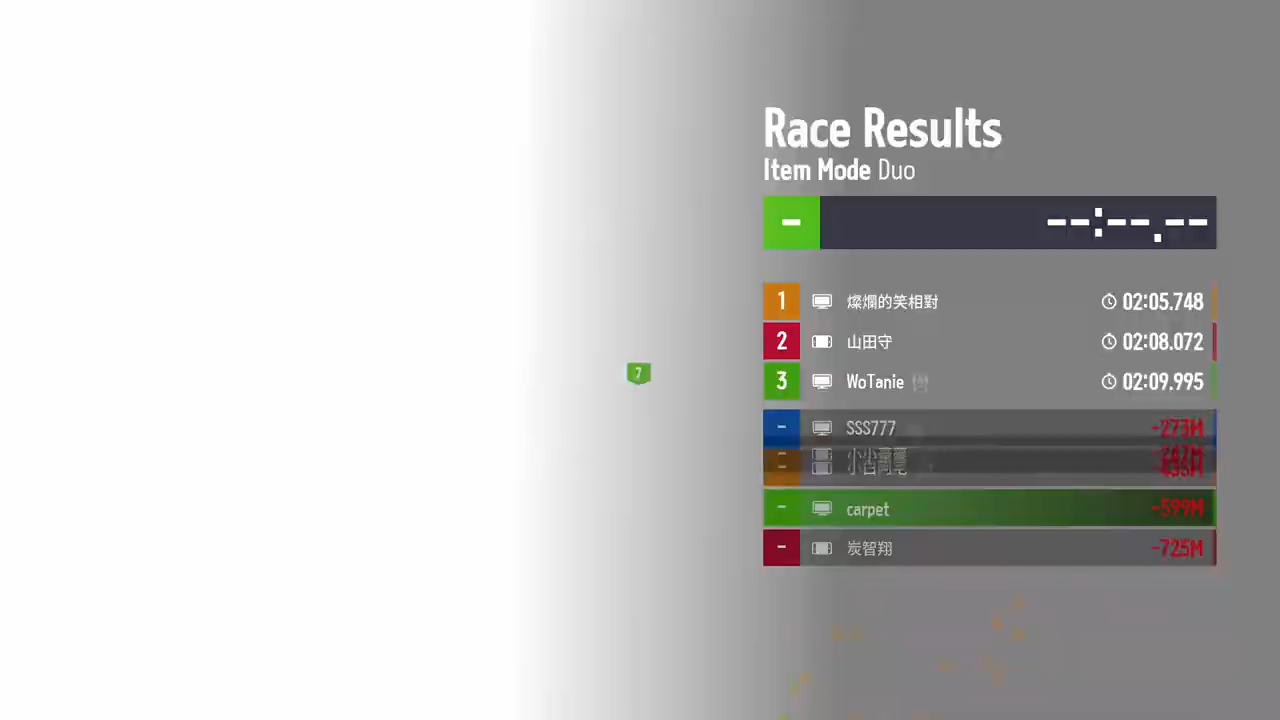 Race Results
Item Mode Duo
- --:--.--
7
1 燦爛的笑相對 02:05.748
2 山田守 02:08.072
3 WoTanie 02:09.995
- SSS777 -273M
- carpet -599M
- 炭智翔 -725M